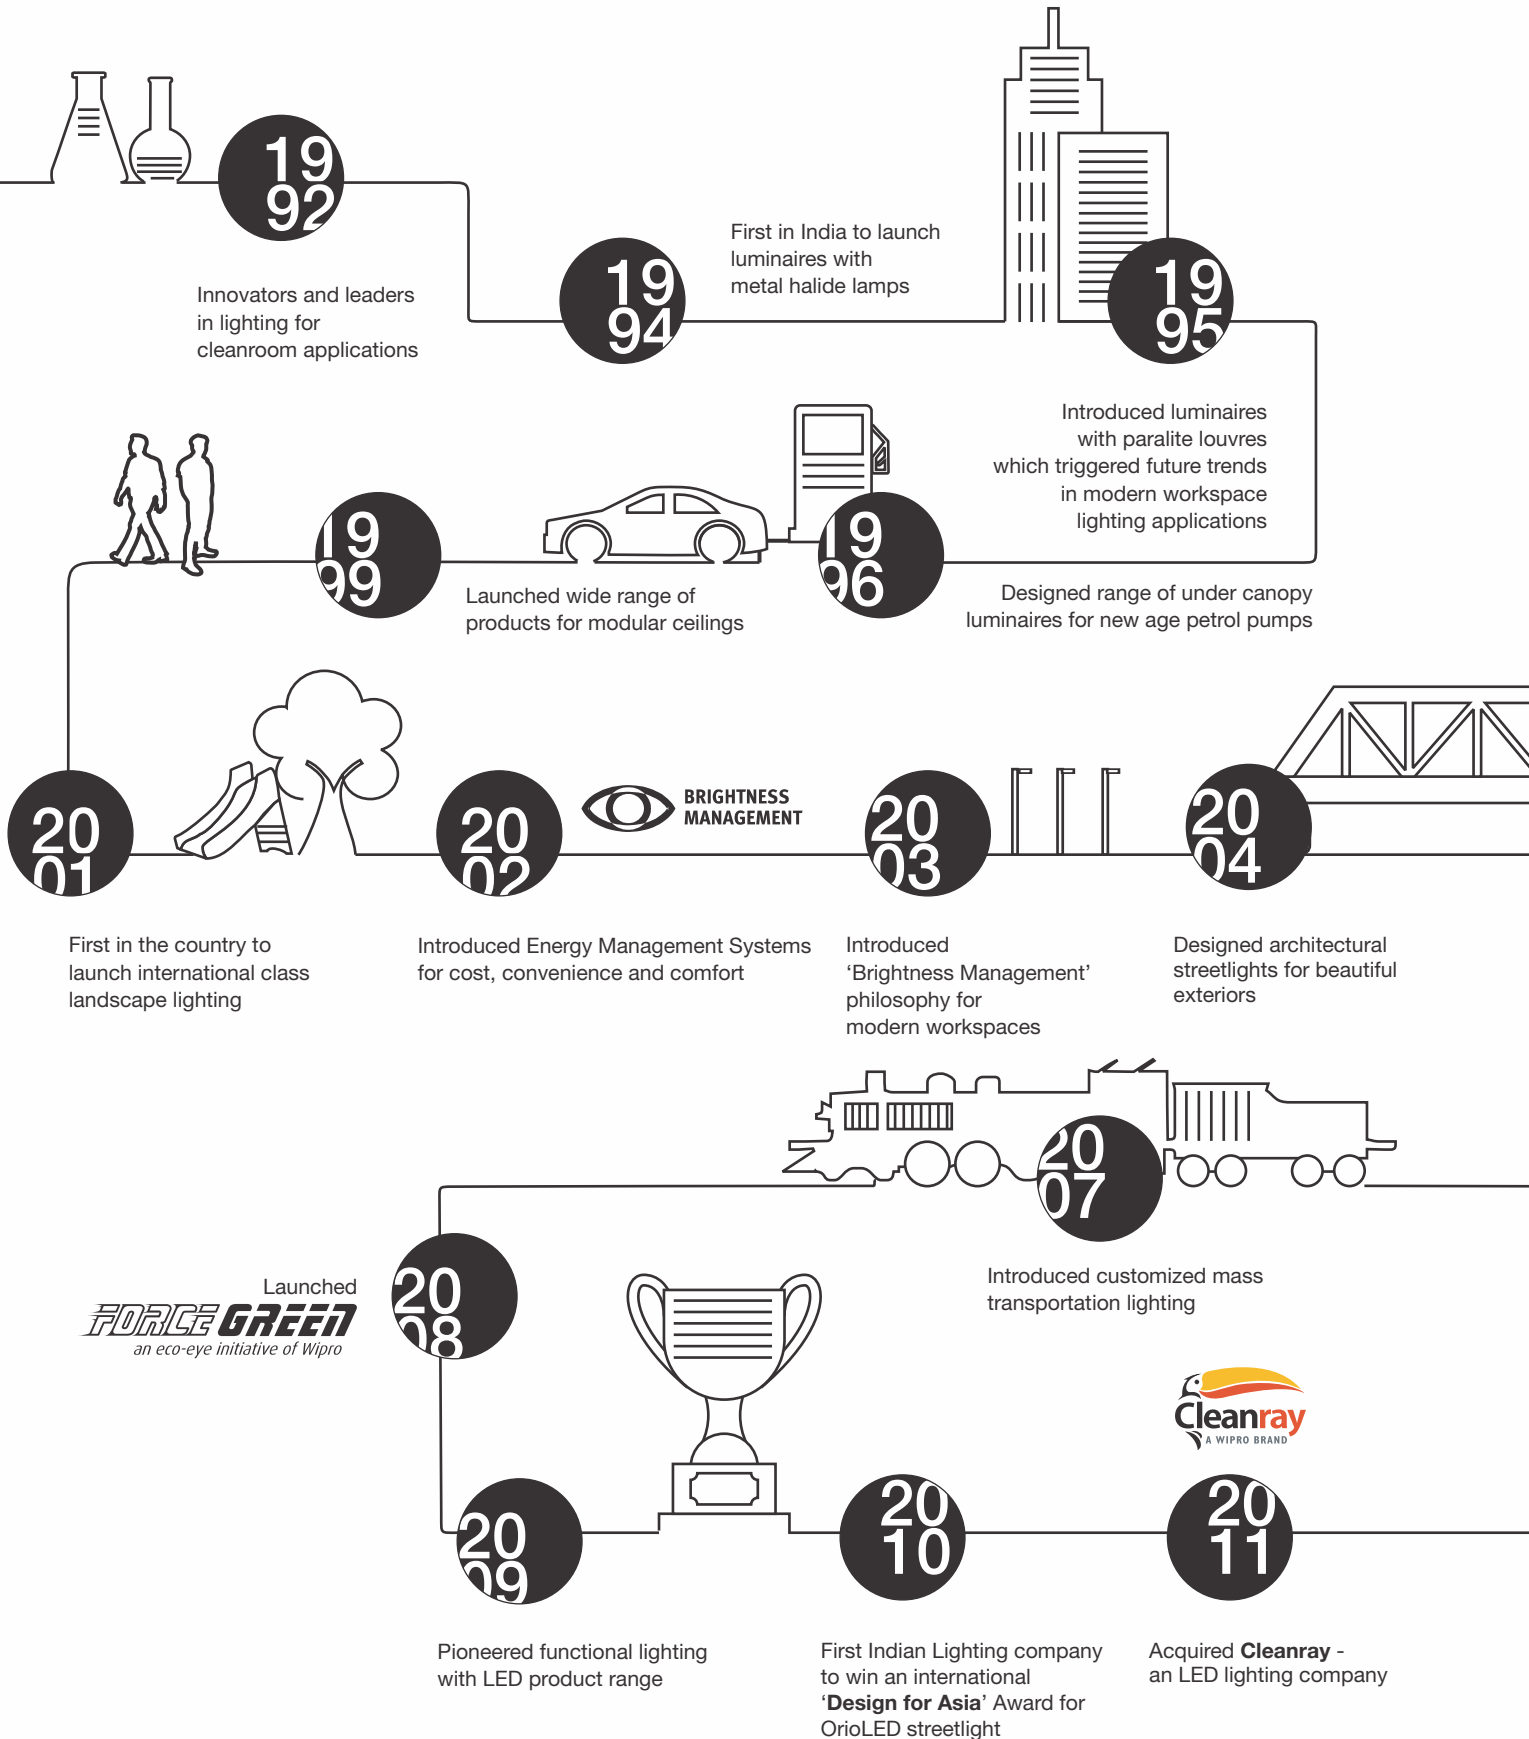 19
92
Innovators and leaders
in lighting for
cleanroom applications
19
94
First in India to launch
luminaires with
metal halide lamps
19
95
Introduced luminaires
with paralite louvres
which triggered future trends
in modern workspace
lighting applications
19
96
Designed range of under canopy
luminaires for new age petrol pumps
19
99
Launched wide range of
products for modular ceilings
20
01
First in the country to
launch international class
landscape lighting
20
02
Introduced Energy Management Systems
for cost, convenience and comfort
BRIGHTNESS
MANAGEMENT
20
03
Introduced
‘Brightness Management’
philosophy for
modern workspaces
20
04
Designed architectural
streetlights for beautiful
exteriors
20
07
Introduced customized mass
transportation lighting
20
08
Launched
FORCE GREEN
an eco-eye initiative of Wipro
20
09
Pioneered functional lighting
with LED product range
20
10
First Indian Lighting company
to win an international
‘Design for Asia’ Award for
OrioLED streetlight
Cleanray
A WIPRO BRAND
20
11
Acquired Cleanray -
an LED lighting company